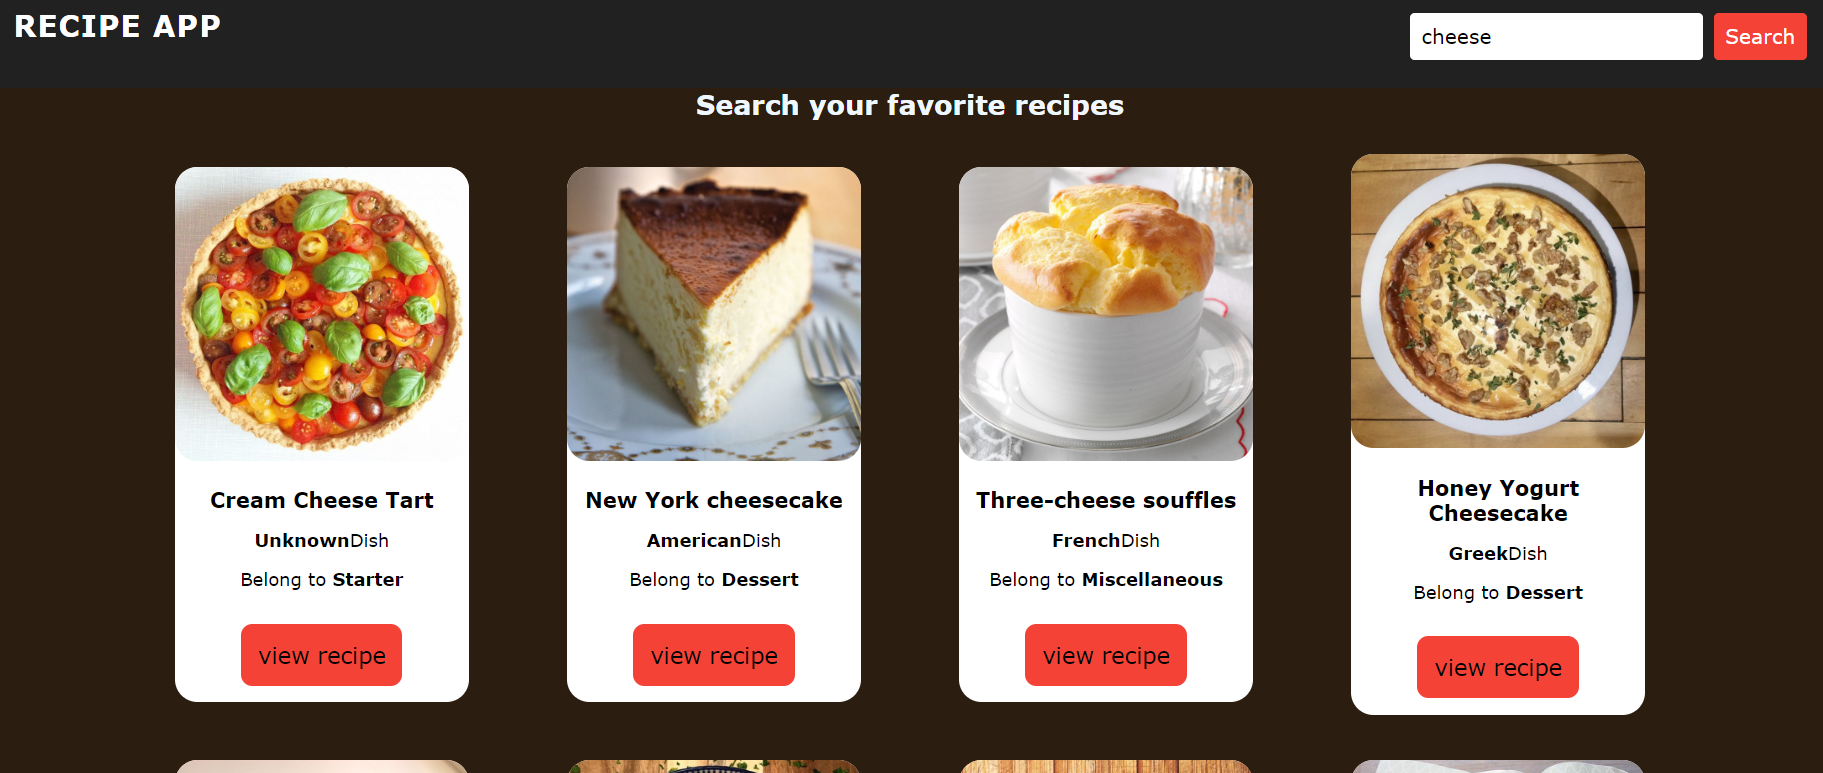 RECIPE APP
cheese
Search
Search your favorite recipes
Cream Cheese Tart
UnknownDish
Belong to Starter
view recipe
New York cheesecake
AmericanDish
Belong to Dessert
view recipe
Three-cheese souffles
FrenchDish
Belong to Miscellaneous
view recipe
Honey Yogurt
Cheesecake
GreekDish
Belong to Dessert
view recipe